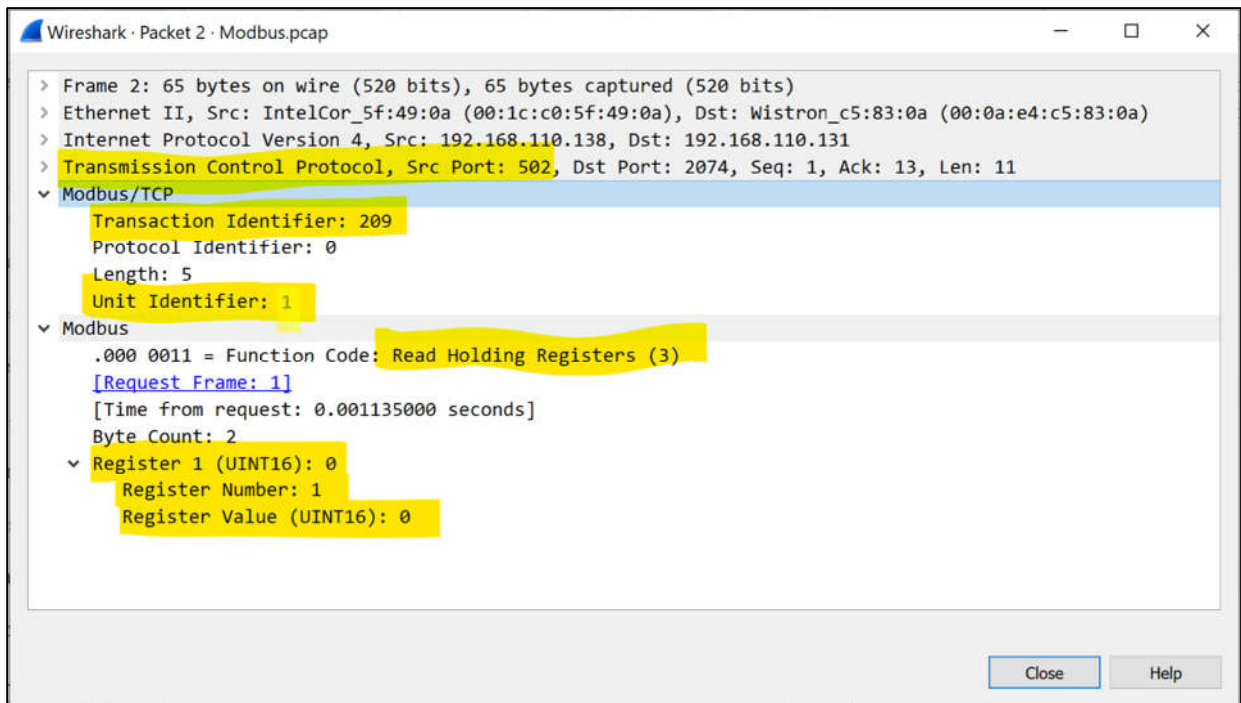 Wireshark · Packet 2 · Modbus.pcap
Frame 2: 65 bytes on wire (520 bits), 65 bytes captured (520 bits)
Ethernet II, Src: IntelCor_5f:49:0a (00:1c:c0:5f:49:0a), Dst: Wistron_c5:83:0a (00:0a:e4:c5:83:0a)
Internet Protocol Version 4, Src: 192.168.110.138, Dst: 192.168.110.131
Transmission Control Protocol, Src Port: 502, Dst Port: 2074, Seq: 1, Ack: 13, Len: 11
Modbus/TCP
Transaction Identifier: 209
Protocol Identifier: 0
Length: 5
Unit Identifier: 1
Modbus
.000 0011 = Function Code: Read Holding Registers (3)
[Request Frame: 1]
[Time from request: 0.001135000 seconds]
Byte Count: 2
Register 1 (UINT16): 0
Register Number: 1
Register Value (UINT16): 0
Close Help